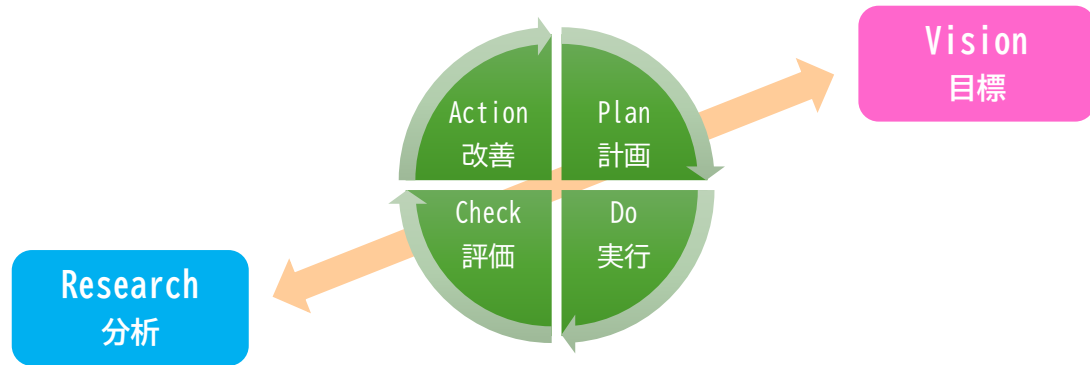 Vision
目標
Action
改善
Plan
計画
Check
評価
Do
実行
Research
分析